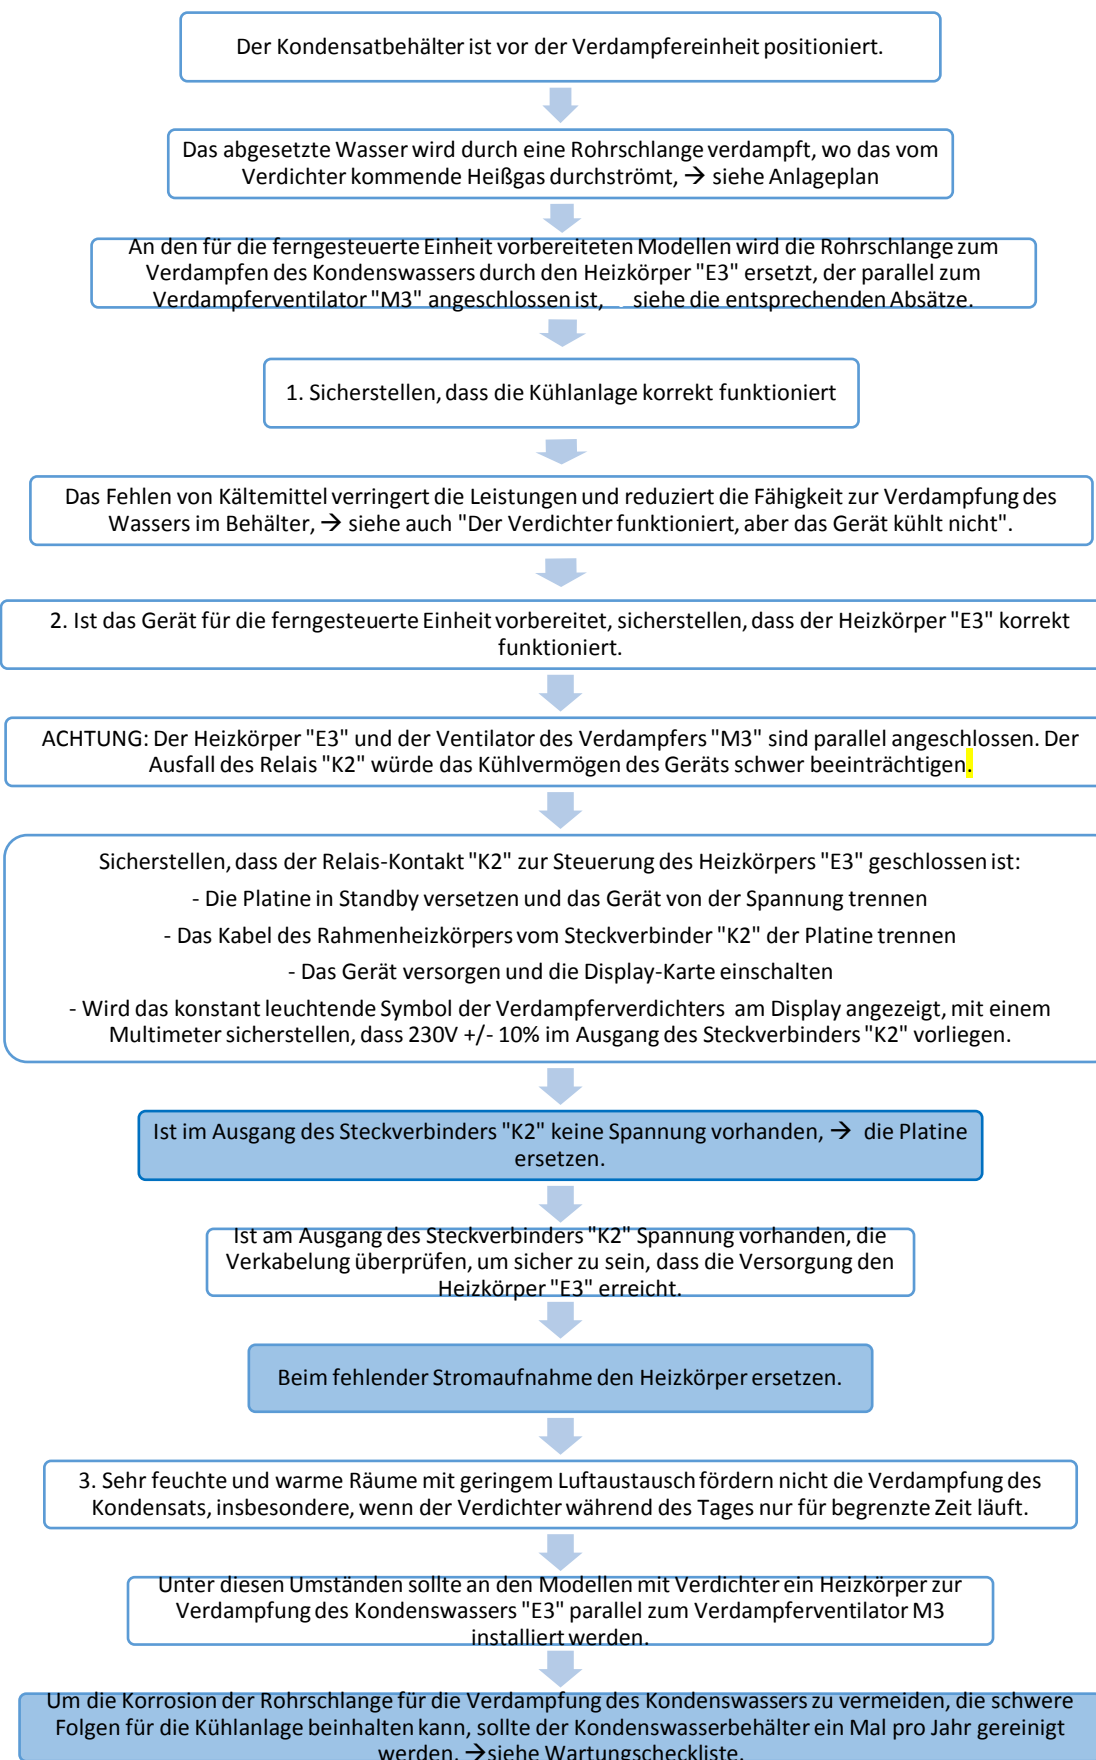 Der Kondensatbehälter ist vor der Verdampfereinheit positioniert.
Das abgesetzte Wasser wird durch eine Rohrschlange verdampft, wo das vom
Verdichter kommende Heißgas durchströmt, → siehe Anlageplan
An den für die ferngesteuerte Einheit vorbereiteten Modellen wird die Rohrschlange zum
Verdampfen des Kondenswassers durch den Heizkörper "E3" ersetzt, der parallel zum
Verdampferventilator "M3" angeschlossen ist, siehe die entsprechenden Absätze.
1. Sicherstellen, dass die Kühlanlage korrekt funktioniert
Das Fehlen von Kältemittel verringert die Leistungen und reduziert die Fähigkeit zur Verdampfung des
Wassers im Behälter, → siehe auch "Der Verdichter funktioniert, aber das Gerät kühlt nicht".
2. Ist das Gerät für die ferngesteuerte Einheit vorbereitet, sicherstellen, dass der Heizkörper "E3" korrekt
funktioniert.
ACHTUNG: Der Heizkörper "E3" und der Ventilator des Verdampfers "M3" sind parallel angeschlossen. Der
Ausfall des Relais "K2" würde das Kühlvermögen des Geräts schwer beeinträchtigen.
Sicherstellen, dass der Relais-Kontakt "K2" zur Steuerung des Heizkörpers "E3" geschlossen ist:
- Die Platine in Standby versetzen und das Gerät von der Spannung trennen
- Das Kabel des Rahmenheizkörpers vom Steckverbinder "K2" der Platine trennen
- Das Gerät versorgen und die Display-Karte einschalten
- Wird das konstant leuchtende Symbol der Verdampferverdichters am Display angezeigt, mit einem
Multimeter sicherstellen, dass 230V +/- 10% im Ausgang des Steckverbinders "K2" vorliegen.
Ist im Ausgang des Steckverbinders "K2" keine Spannung vorhanden, → die Platine
ersetzen.
Ist am Ausgang des Steckverbinders "K2" Spannung vorhanden, die
Verkabelung überprüfen, um sicher zu sein, dass die Versorgung den
Heizkörper "E3" erreicht.
Beim fehlender Stromaufnahme den Heizkörper ersetzen.
3. Sehr feuchte und warme Räume mit geringem Luftaustausch fördern nicht die Verdampfung des
Kondensats, insbesondere, wenn der Verdichter während des Tages nur für begrenzte Zeit läuft.
Unter diesen Umständen sollte an den Modellen mit Verdichter ein Heizkörper zur
Verdampfung des Kondenswassers "E3" parallel zum Verdampferventilator M3
installiert werden.
Um die Korrosion der Rohrschlange für die Verdampfung des Kondenswassers zu vermeiden, die schwere
Folgen für die Kühlanlage beinhalten kann, sollte der Kondenswasserbehälter ein Mal pro Jahr gereinigt
werden. →siehe Wartungscheckliste.